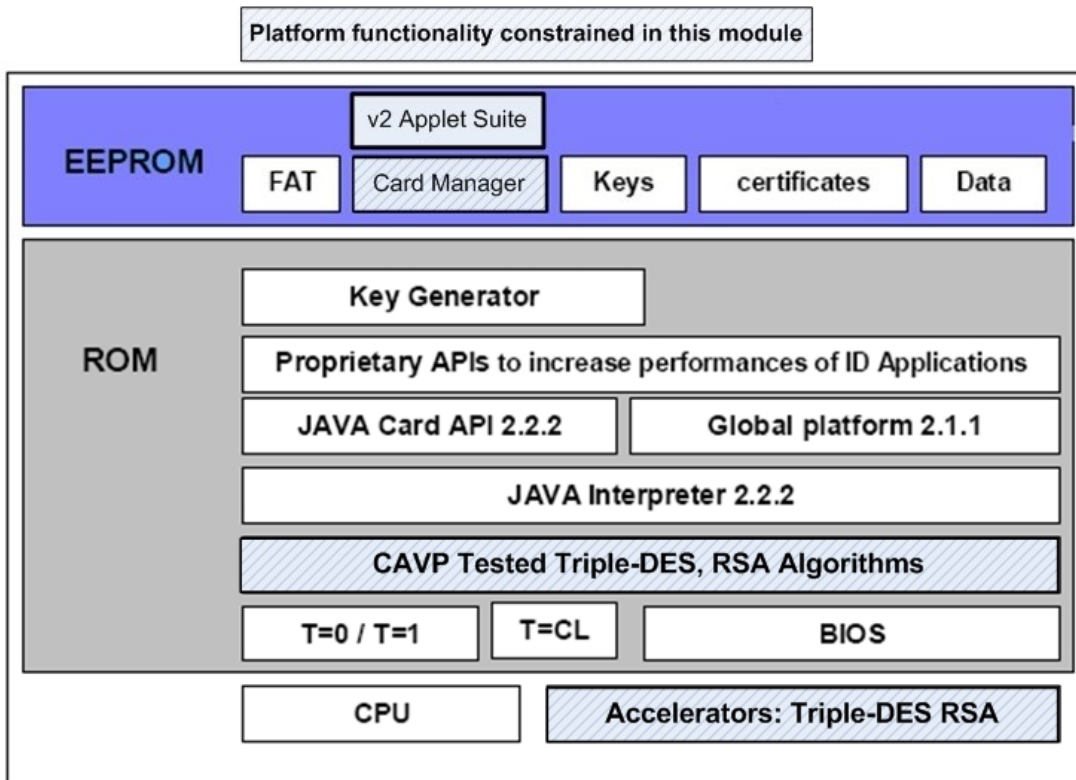 Platform functionality constrained in this module
v2 Applet Suite
EEPROM
FAT
Card Manager
Keys
certificates
Data
Key Generator
ROM
Proprietary APIs to increase performances of ID Applications
JAVA Card API 2.2.2
Global platform 2.1.1
JAVA Interpreter 2.2.2
CAVP Tested Triple-DES, RSA Algorithms
T=0 / T=1
T=CL
BIOS
CPU
Accelerators: Triple-DES RSA